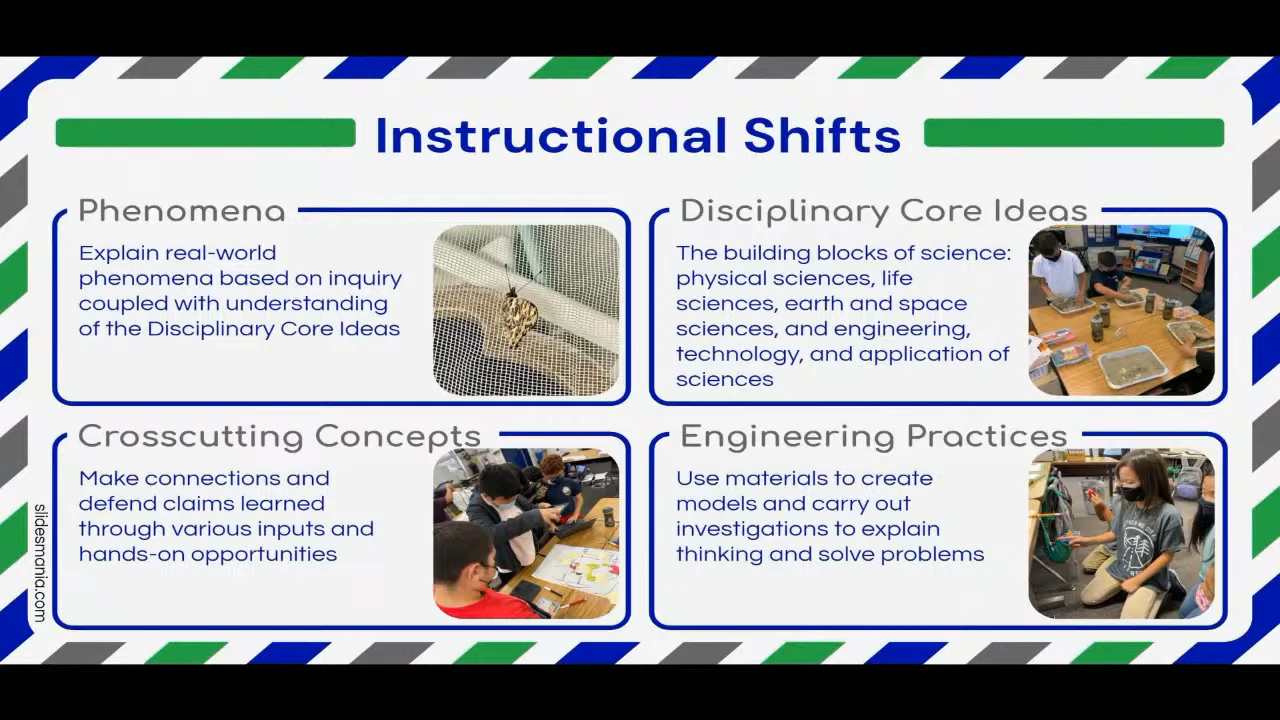 Instructional Shifts
Phenomena
Explain real-world
phenomena based on inquiry
coupled with understanding
of the Disciplinary Core Ideas
Disciplinary Core Ideas
The building blocks of science:
physical sciences, life
sciences, earth and space
sciences, and engineering,
technology, and application of
sciences
Crosscutting Concepts
Make connections and
defend claims learned
through various inputs and
hands-on opportunities
Engineering Practices
Use materials to create
models and carry out
investigations to explain
thinking and solve problems
slidesmania.com